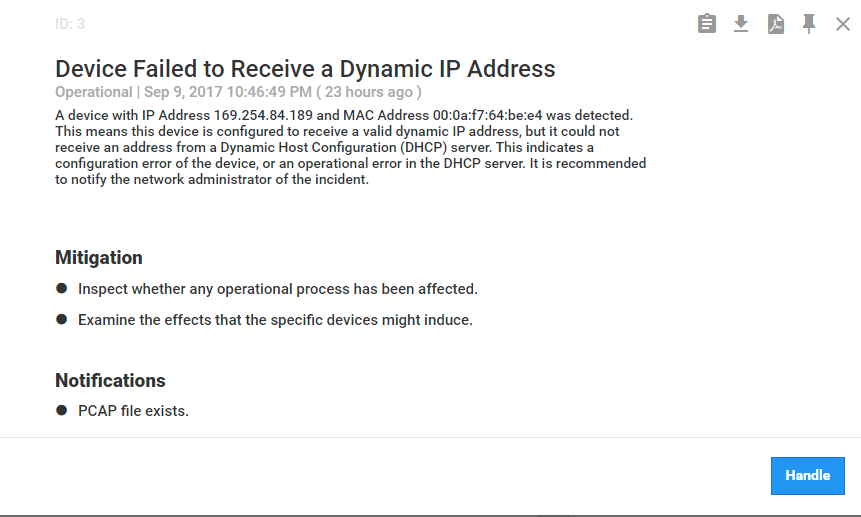 ID: 3
Device Failed to Receive a Dynamic IP Address
Operational | Sep 9, 2017 10:46:49 PM ( 23 hours ago )
A device with IP Address 169.254.84.189 and MAC Address 00:0a:f7:64:be:e4 was detected.
This means this device is configured to receive a valid dynamic IP address, but it could not
receive an address from a Dynamic Host Configuration (DHCP) server. This indicates a
configuration error of the device, or an operational error in the DHCP server. It is recommended
to notify the network administrator of the incident.
Mitigation
● Inspect whether any operational process has been affected.
● Examine the effects that the specific devices might induce.
Notifications
● PCAP file exists.
Handle